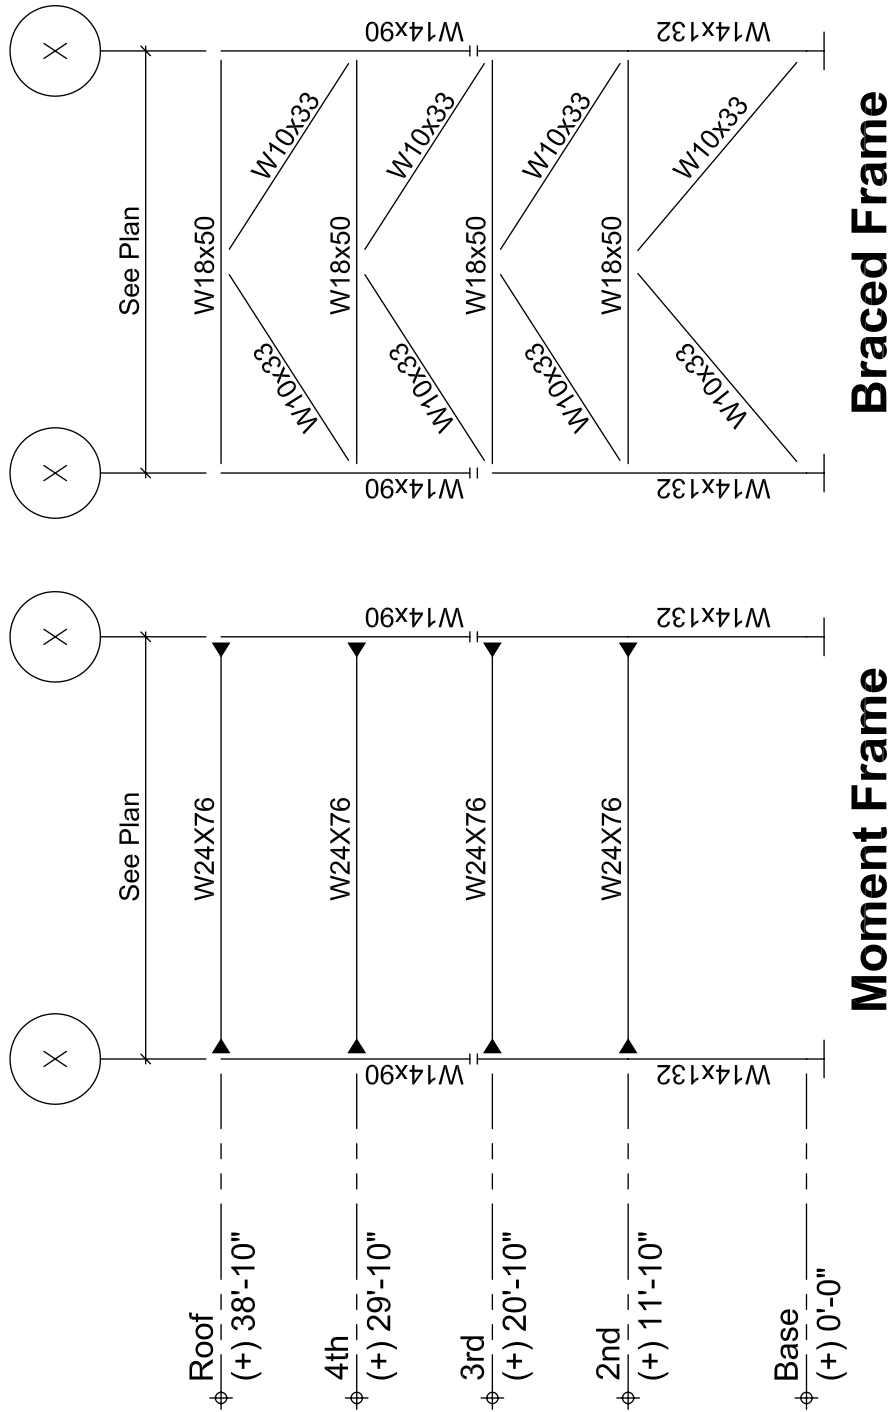 X
X
X
X
See Plan
See Plan
Roof
(+) 38'-10"
W24X76
W18x50
W10x33
W10x33
W14x90
W14x90
W14x90
W14x90
4th
(+) 29'-10"
W24X76
W18x50
W10x33
W10x33
3rd
(+) 20'-10"
W24X76
W18x50
W10x33
W10x33
W14x132
W14x132
W14x132
W14x132
2nd
(+) 11'-10"
W24X76
W18x50
W10x33
W10x33
Base
(+) 0'-0"
Moment Frame
Braced Frame